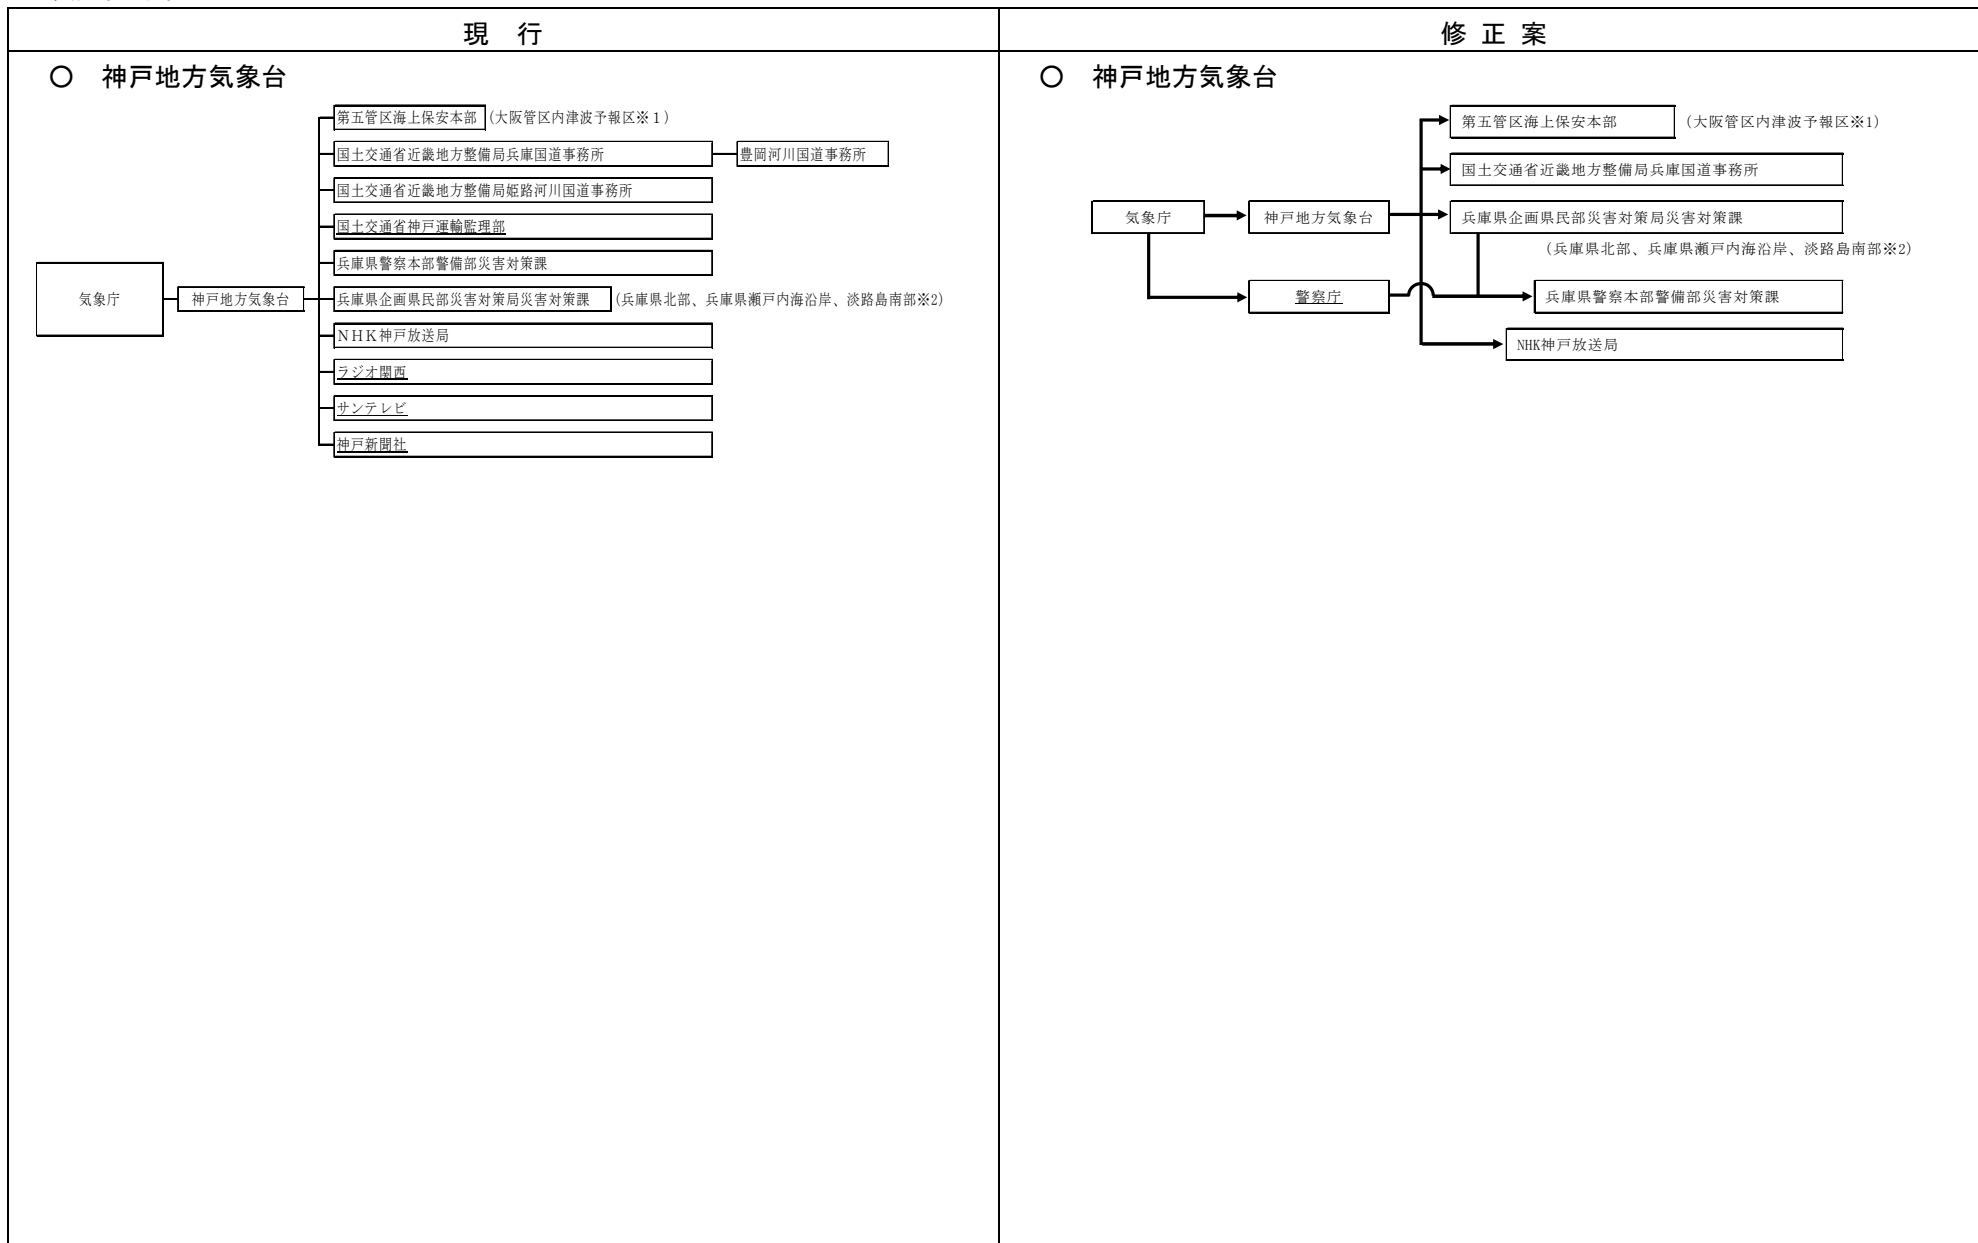 現 行
○ 神戸地方気象台
第五管区海上保安本部 (大阪管区内津波予報区※１)
国土交通省近畿地方整備局兵庫国道事務所 豊岡河川国道事務所
国土交通省近畿地方整備局姫路河川国道事務所
国土交通省神戸運輸監理部
兵庫県警察本部警備部災害対策課
気象庁 神戸地方気象台 兵庫県企画県民部災害対策局災害対策課 (兵庫県北部、兵庫県瀬戸内海沿岸、淡路島南部※2)
ＮＨＫ神戸放送局
ラジオ関西
サンテレビ
神戸新聞社
修 正 案
○ 神戸地方気象台
第五管区海上保安本部 (大阪管区内津波予報区※1)
国土交通省近畿地方整備局兵庫国道事務所
気象庁 神戸地方気象台 兵庫県企画県民部災害対策局災害対策課
(兵庫県北部、兵庫県瀬戸内海沿岸、淡路島南部※2)
警察庁 兵庫県警察本部警備部災害対策課
NHK神戸放送局